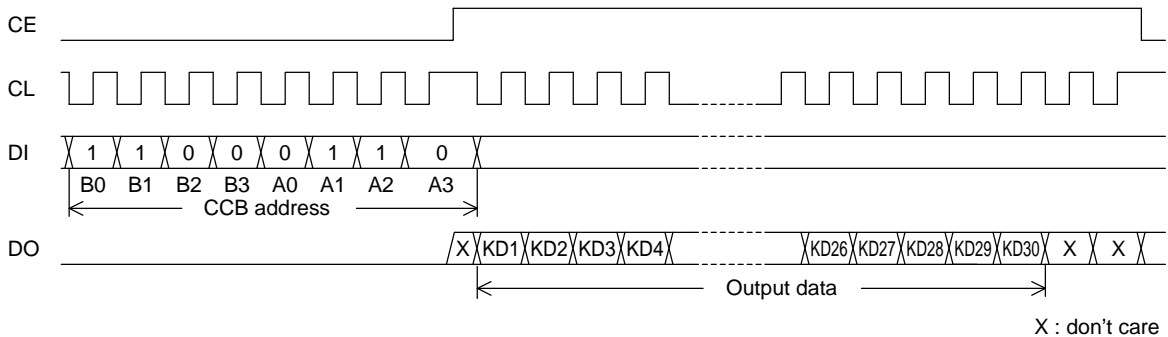 CE
CL
DI 1 1 0 0 0 1 1 0
B0 B1 B2 B3 A0 A1 A2 A3
CCB address
DO X KD1 KD2 KD3 KD4 KD26 KD27 KD28 KD29 KD30 X X
Output data
X : don't care